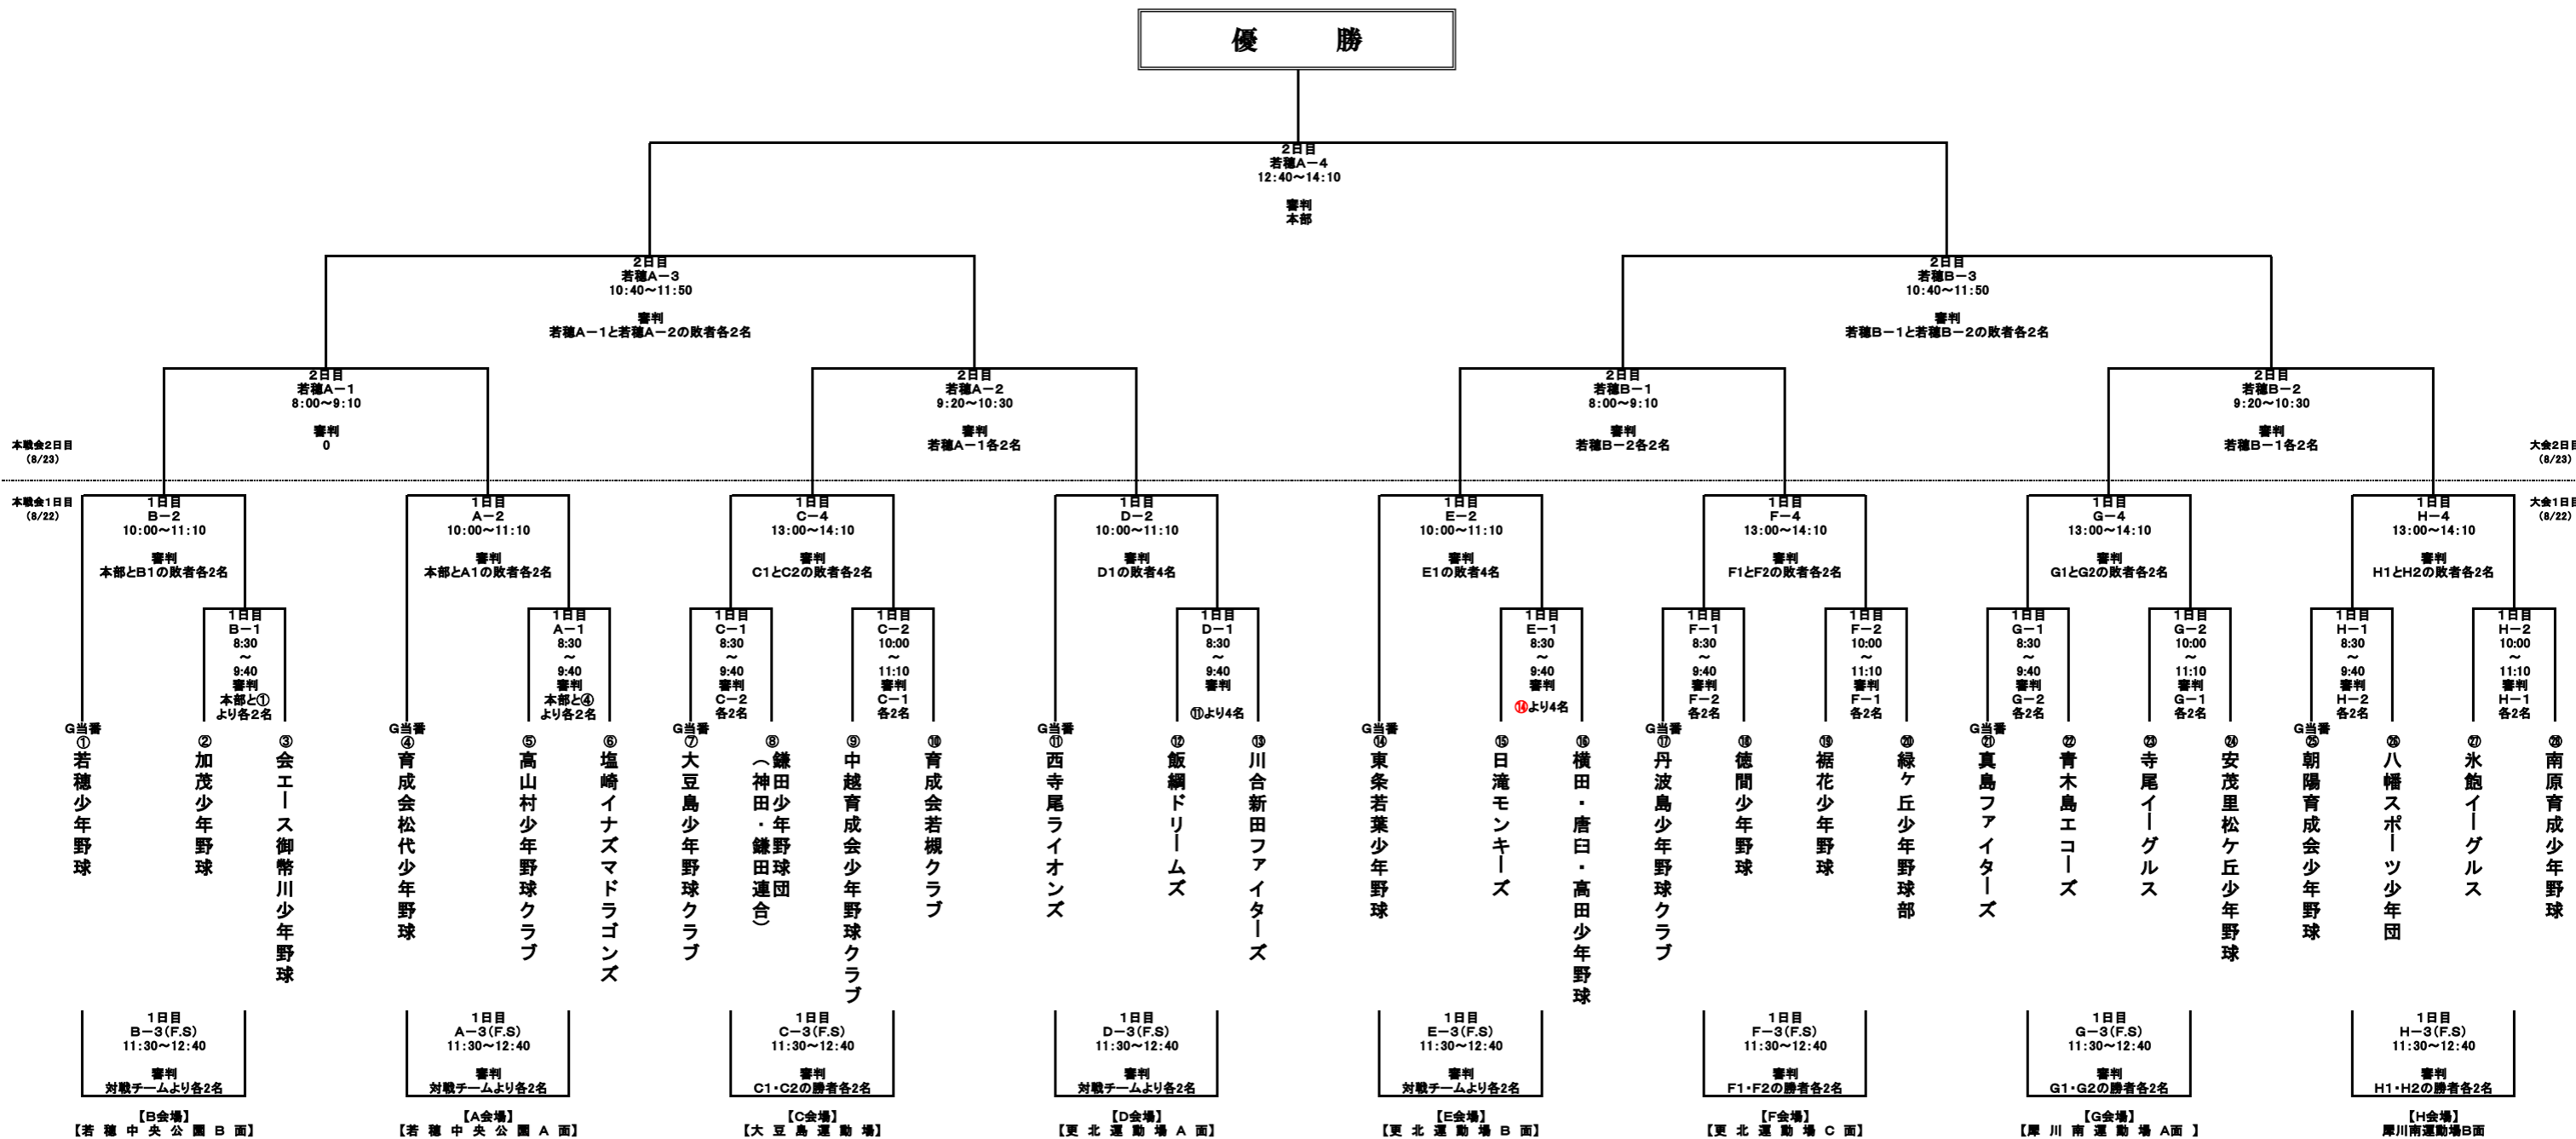 優　勝
2日目
若穂A－4
12:40～14:10
審判
本部
2日目
若穂A－3
10:40～11:50
審判
若穂A－1と若穂A－2の敗者各2名
2日目
若穂B－3
10:40～11:50
審判
若穂B－1と若穂B－2の敗者各2名
2日目
若穂A－1
8:00～9:10
審判
0
2日目
若穂A－2
9:20～10:30
審判
若穂A－1各2名
2日目
若穂B－1
8:00～9:10
審判
若穂B－2各2名
2日目
若穂B－2
9:20～10:30
審判
若穂B－1各2名
本戦会2日目
(8/23)
大会2日目
(8/23)
本戦会1日目
(8/22)
大会1日目
(8/22)
1日目
B－2
10:00～11:10
審判
本部とB1の敗者各2名
1日目
A－2
10:00～11:10
審判
本部とA1の敗者各2名
1日目
C－4
13:00～14:10
審判
C1とC2の敗者各2名
1日目
D－2
10:00～11:10
審判
D1の敗者4名
1日目
E－2
10:00～11:10
審判
E1の敗者4名
1日目
F－4
13:00～14:10
審判
F1とF2の敗者各2名
1日目
G－4
13:00～14:10
審判
G1とG2の敗者各2名
1日目
H－4
13:00～14:10
審判
H1とH2の敗者各2名
1日目
B－1
8:30
～
9:40
審判
本部と①
より各2名
1日目
A－1
8:30
～
9:40
審判
本部と④
より各2名
1日目
C－1
8:30
～
9:40
審判
C－2
各2名
1日目
C－2
10:00
～
11:10
審判
C－1
各2名
1日目
D－1
8:30
～
9:40
審判
⑪より4名
1日目
E－1
8:30
～
9:40
審判
⑭より4名
1日目
F－1
8:30
～
9:40
審判
F－2
各2名
1日目
F－2
10:00
～
11:10
審判
F－1
各2名
1日目
G－1
8:30
～
9:40
審判
G－2
各2名
1日目
G－2
10:00
～
11:10
審判
G－1
各2名
1日目
H－1
8:30
～
9:40
審判
H－2
各2名
1日目
H－2
10:00
～
11:10
審判
H－1
各2名
G当番
①
若穂少年野球
②
加茂少年野球
③
会エース御幣川少年野球
G当番
④
育成会松代少年野球
⑤
高山村少年野球クラブ
⑥
塩崎イナズマドラゴンズ
G当番
⑦
大豆島少年野球クラブ
⑧
鎌田少年野球団
（神田・鎌田連合）
⑨
中越育成会少年野球クラブ
⑩
育成会若槻クラブ
G当番
⑪
西寺尾ライオンズ
⑫
飯綱ドリームズ
⑬
川合新田ファイターズ
G当番
⑭
東条若葉少年野球
⑮
日滝モンキーズ
⑯
横田・唐臼・高田少年野球
G当番
⑰
丹波島少年野球クラブ
⑱
徳間少年野球
⑲
裾花少年野球
⑳
緑ヶ丘少年野球部
G当番
㉑
真島ファイターズ
㉒
青木島エコーズ
㉓
寺尾イーグルス
㉔
安茂里松ケ丘少年野球
G当番
㉕
朝陽育成会少年野球
㉖
八幡スポーツ少年団
㉗
氷飽イーグルス
㉘
南原育成少年野球
1日目
B－3(F.S)
11:30～12:40
審判
対戦チームより各2名
【B会場】
【若穂中央公園B面】
1日目
A－3(F.S)
11:30～12:40
審判
対戦チームより各2名
【A会場】
【若穂中央公園A面】
1日目
C－3(F.S)
11:30～12:40
審判
C1・C2の勝者各2名
【C会場】
【大豆島運動場】
1日目
D－3(F.S)
11:30～12:40
審判
対戦チームより各2名
【D会場】
【更北運動場A面】
1日目
E－3(F.S)
11:30～12:40
審判
対戦チームより各2名
【E会場】
【更北運動場B面】
1日目
F－3(F.S)
11:30～12:40
審判
F1・F2の勝者各2名
【F会場】
【更北運動場C面】
1日目
G－3(F.S)
11:30～12:40
審判
G1・G2の勝者各2名
【G会場】
【犀川南運動場A面】
1日目
H－3(F.S)
11:30～12:40
審判
H1・H2の勝者各2名
【H会場】
犀川南運動場B面